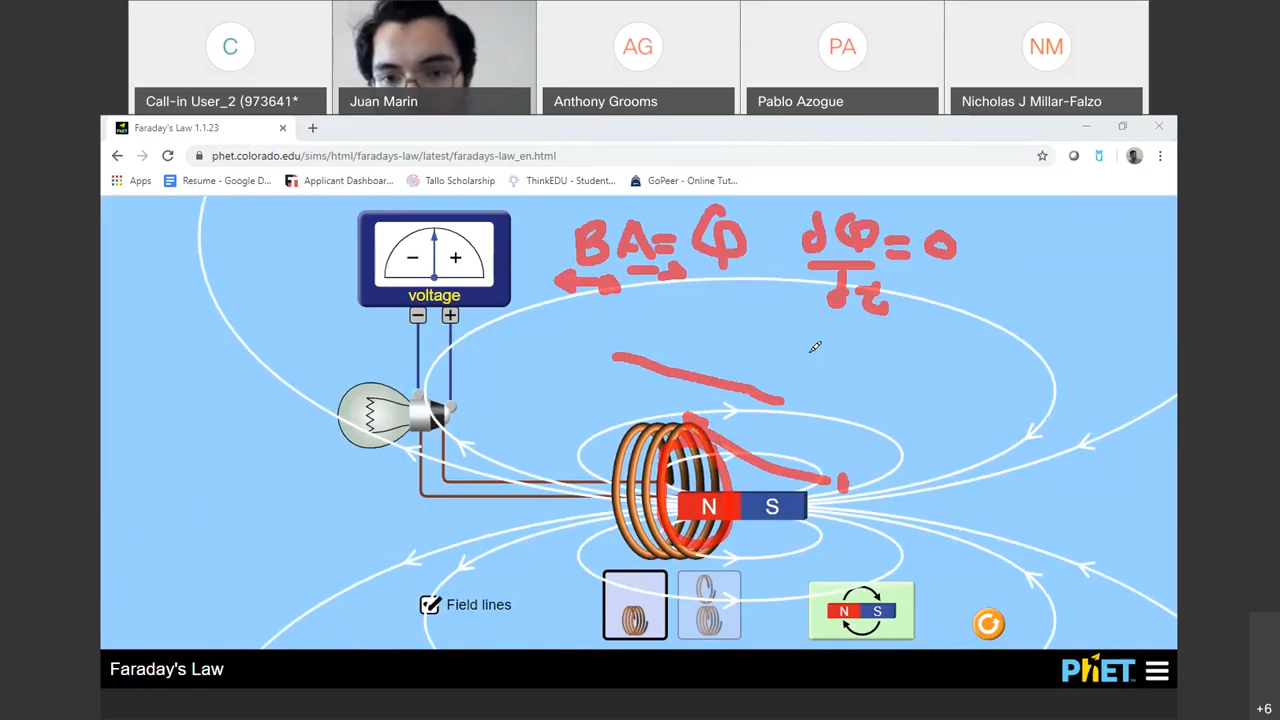 C
AG
PA
NM
Call-in User_2 (973641*
Juan Marin
Anthony Grooms
Pablo Azogue
Nicholas J Millar-Falzo
PhET
Faraday's Law 1.1.23
phet.colorado.edu/sims/html/faradays-law/latest/faradays-law_en.html
Apps
Resume - Google D...
Applicant Dashboar...
Tallo Scholarship
ThinkEDU - Student...
GoPeer - Online Tut...
BA = φ
dφ/dt = 0
− +
voltage
− +
N S
Field lines
N S
Faraday's Law
PhET
+6